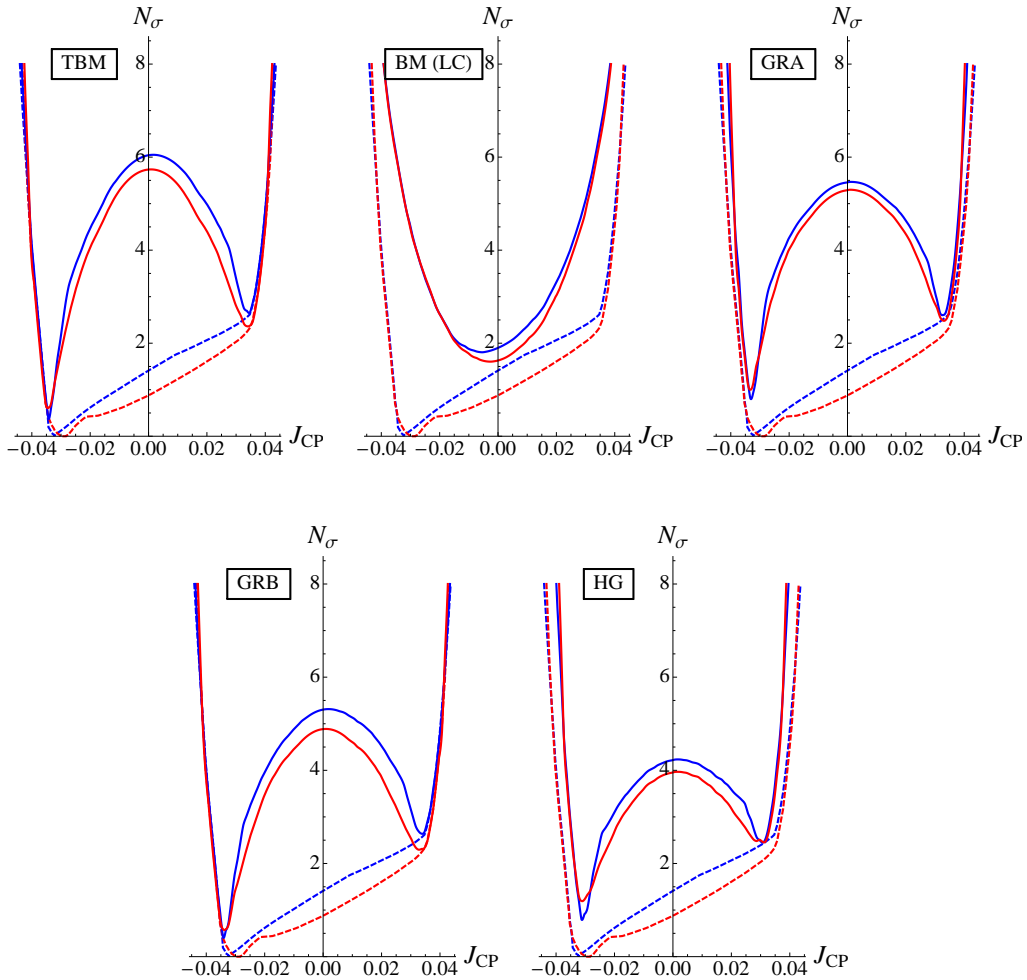 Nσ Nσ Nσ
TBM BM (LC) GRA
8 8 8
6 6 6
4 4 4
2 2 2
−0.04 −0.02 0.00 0.02 0.04 JCP −0.04 −0.02 0.00 0.02 0.04 JCP −0.04 −0.02 0.00 0.02 0.04 JCP
Nσ Nσ
GRB HG
8 8
6 6
4 4
2 2
−0.04 −0.02 0.00 0.02 0.04 JCP −0.04 −0.02 0.00 0.02 0.04 JCP